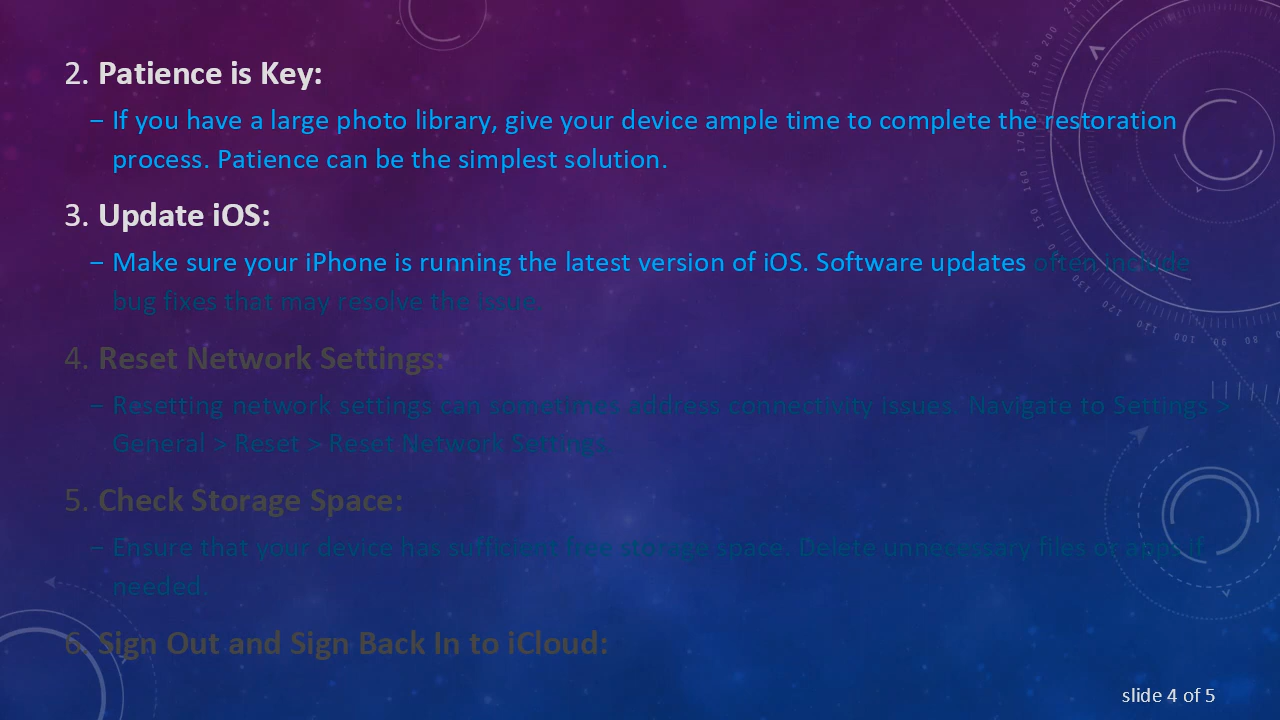 2. Patience is Key:
– If you have a large photo library, give your device ample time to complete the restoration
process. Patience can be the simplest solution.
3. Update iOS:
– Make sure your iPhone is running the latest version of iOS. Software updates often include
bug fixes that may resolve the issue.
4. Reset Network Settings:
– Resetting network settings can sometimes address connectivity issues. Navigate to Settings >
General > Reset > Reset Network Settings.
5. Check Storage Space:
– Ensure that your device has sufficient free storage space. Delete unnecessary files or apps if
needed.
6. Sign Out and Sign Back In to iCloud:
slide 4 of 5